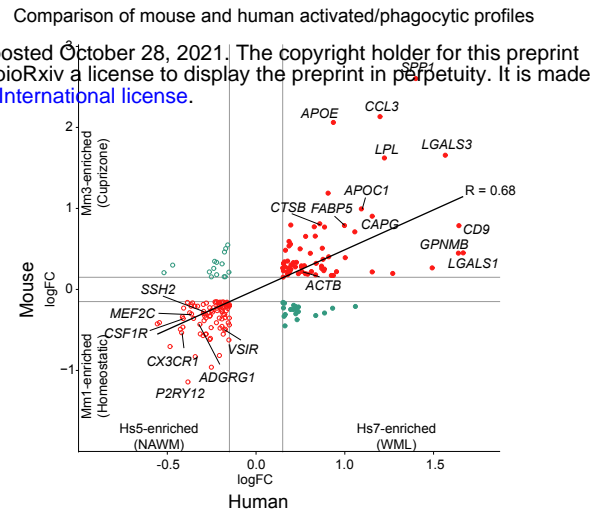 Comparison of mouse and human activated/phagocytic profiles
3
posted October 28, 2021. The copyright holder for this preprint
bioRxiv a license to display the preprint in perpetuity. It is made
International license.
SPP1
APOE
CCL3
2
LPL
LGALS3
Mm3-enriched
(Cuprizone)
APOC1
R = 0.68
1
CTSB
FABP5
CAPG
CD9
GPNMB
LGALS1
Mouse
logFC
0
SSH2
ACTB
MEF2C
CSF1R
VSIR
CX3CR1
ADGRG1
−1
P2RY12
Mm1-enriched
(Homeostatic)
Hs5-enriched
(NAWM)
Hs7-enriched
(WML)
-0.5
0.0
1.0
1.5
logFC
Human